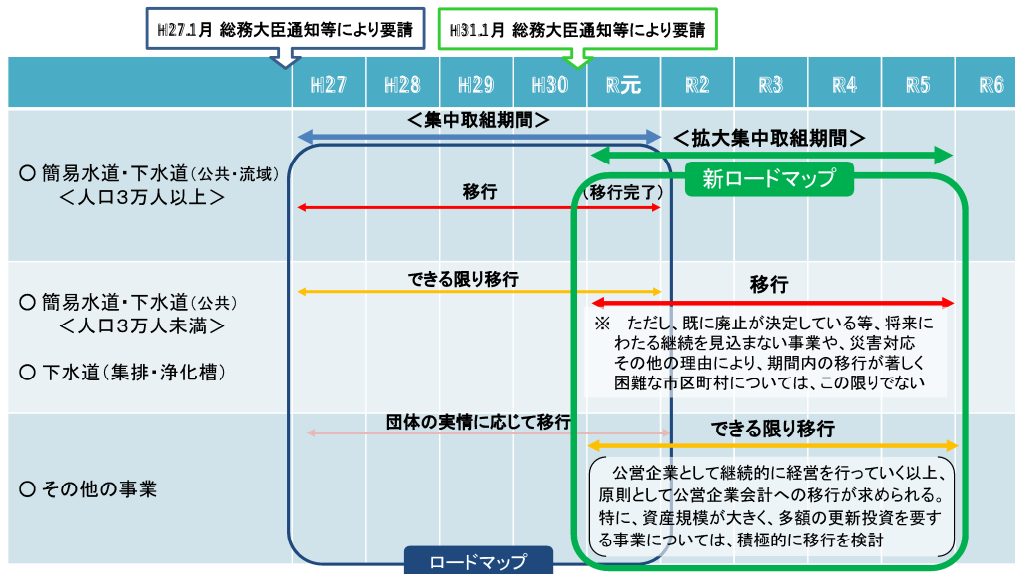 H27.1月 総務大臣通知等により要請
H31.1月 総務大臣通知等により要請
H27 H28 H29 H30 R元 R2 R3 R4 R5 R6
＜集中取組期間＞
＜拡大集中取組期間＞
新ロードマップ
○ 簡易水道・下水道(公共・流域)
＜人口３万人以上＞
移行
(移行完了)
○ 簡易水道・下水道(公共)
＜人口３万人未満＞
○ 下水道（集排・浄化槽）
できる限り移行
移行
※　ただし、既に廃止が決定している等、将来に
わたる継続を見込まない事業や、災害対応
その他の理由により、期間内の移行が著しく
困難な市区町村については、この限りでない
○ その他の事業
団体の実情に応じて移行
できる限り移行
公営企業として継続的に経営を行っていく以上、
原則として公営企業会計への移行が求められる。
特に、資産規模が大きく、多額の更新投資を要す
る事業については、積極的に移行を検討
ロードマップ